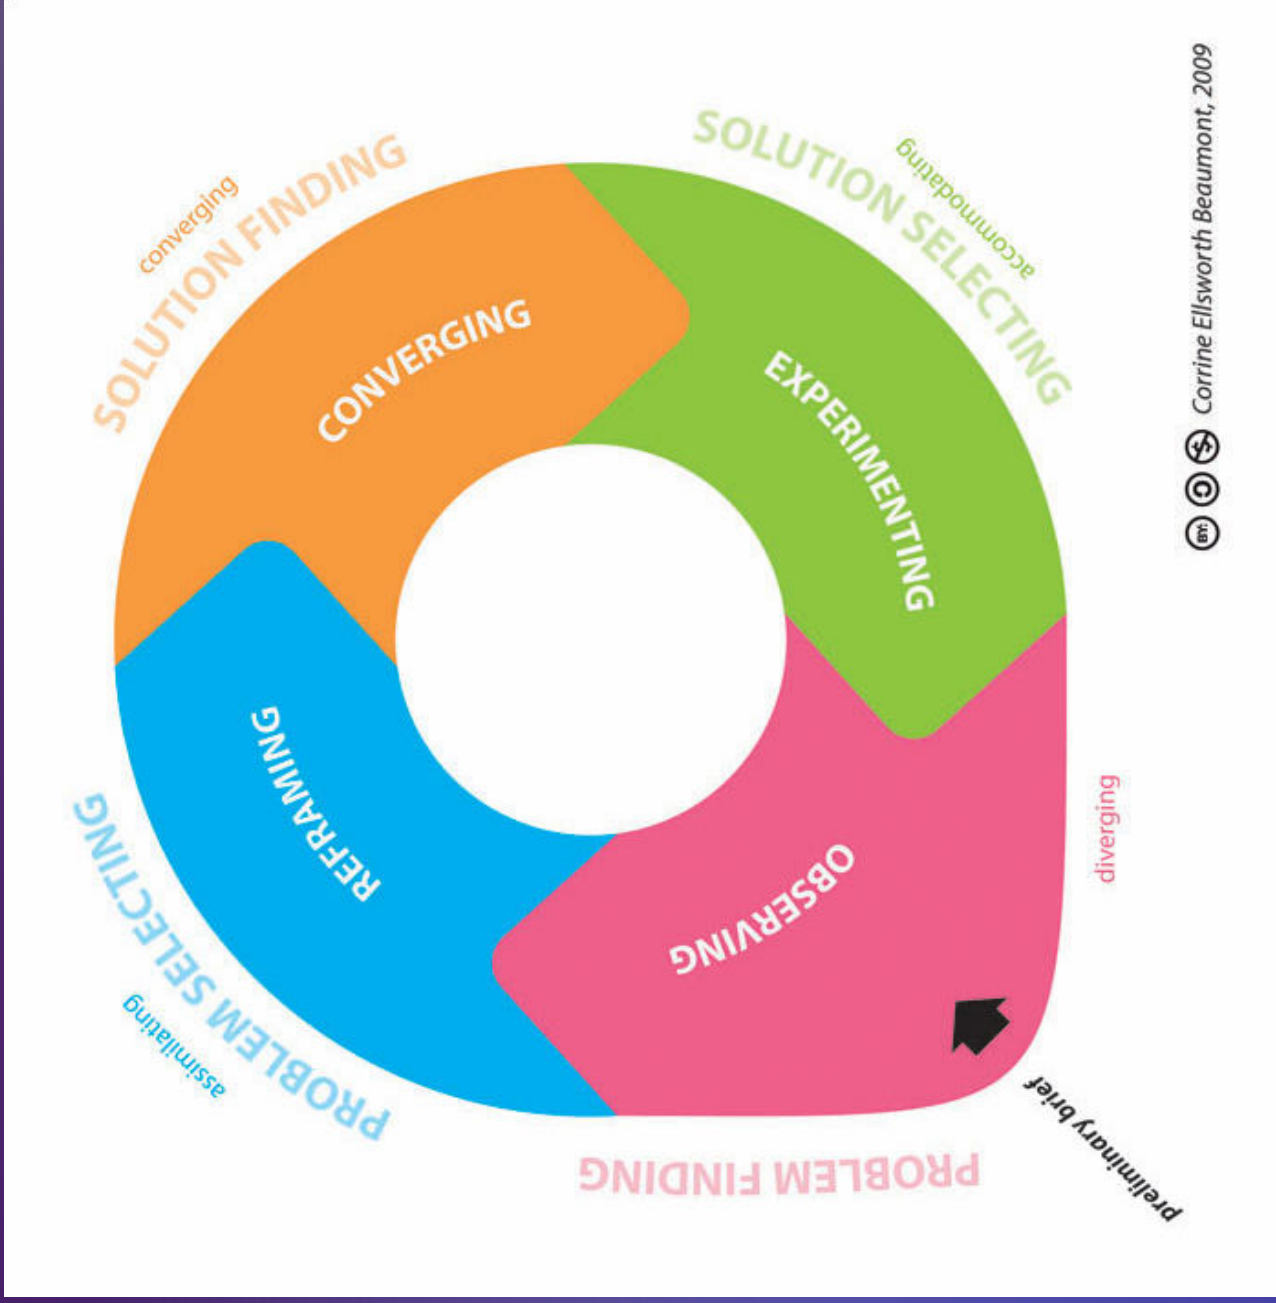 preliminary brief
PROBLEM FINDING
diverging
OBSERVING
PROBLEM SELECTING
assimilating
REFRAMING
SOLUTION FINDING
converging
CONVERGING
SOLUTION SELECTING
accommodating
EXPERIMENTING
BY: C $ Corrine Ellsworth Beaumont, 2009